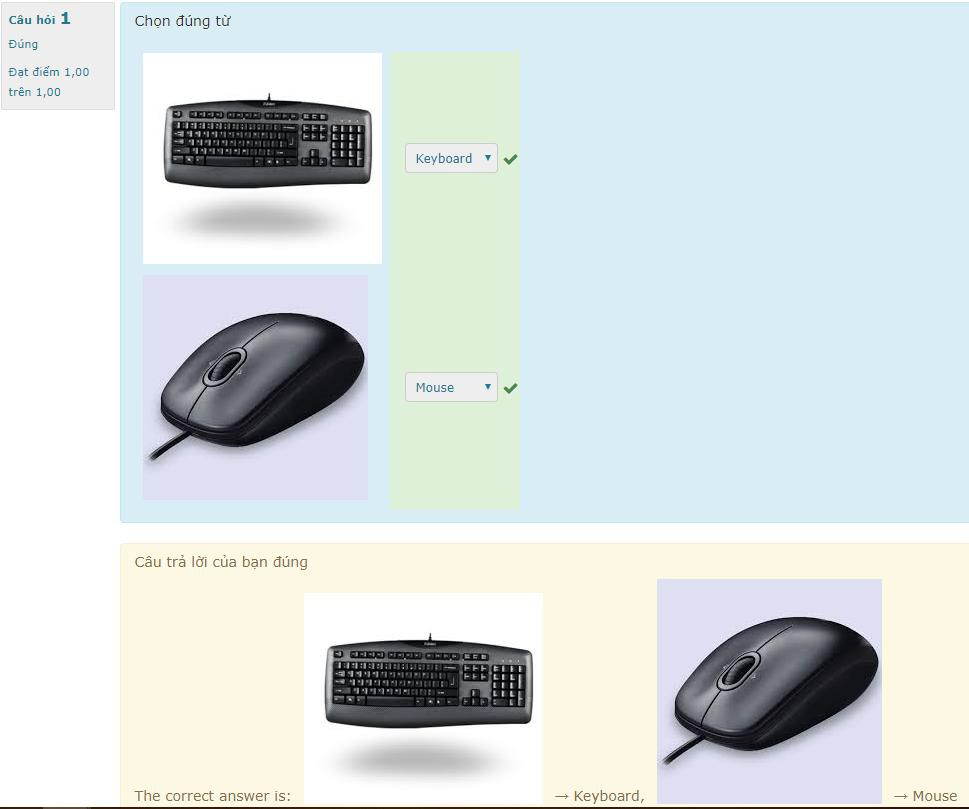 Câu hỏi 1
Đúng
Đạt điểm 1,00
trên 1,00
Chọn đúng từ
Keyboard
Mouse
Câu trả lời của bạn đúng
The correct answer is: → Keyboard, → Mouse